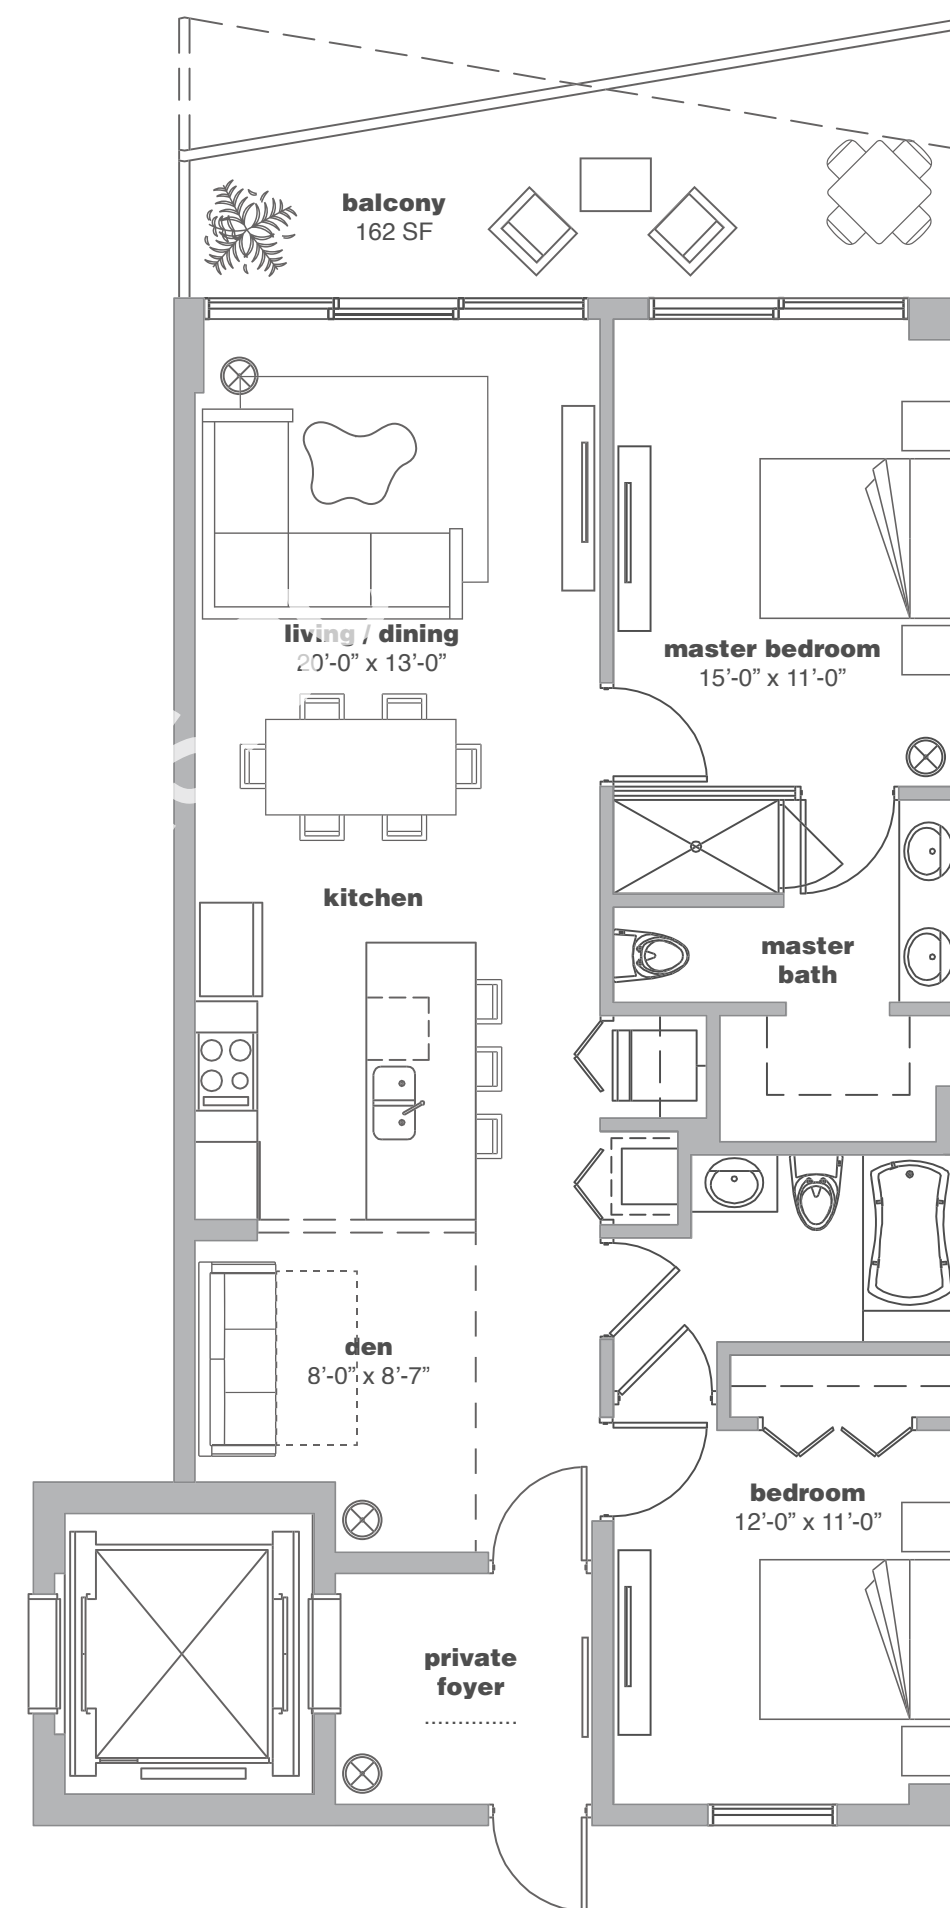 balcony
162 SF
living / dining
20’-0” x 13’-0”
master bedroom
15’-0” x 11’-0”
kitchen
master
bath
den
8’-0” x 8’-7”
bedroom
12’-0” x 11’-0”
private
foyer